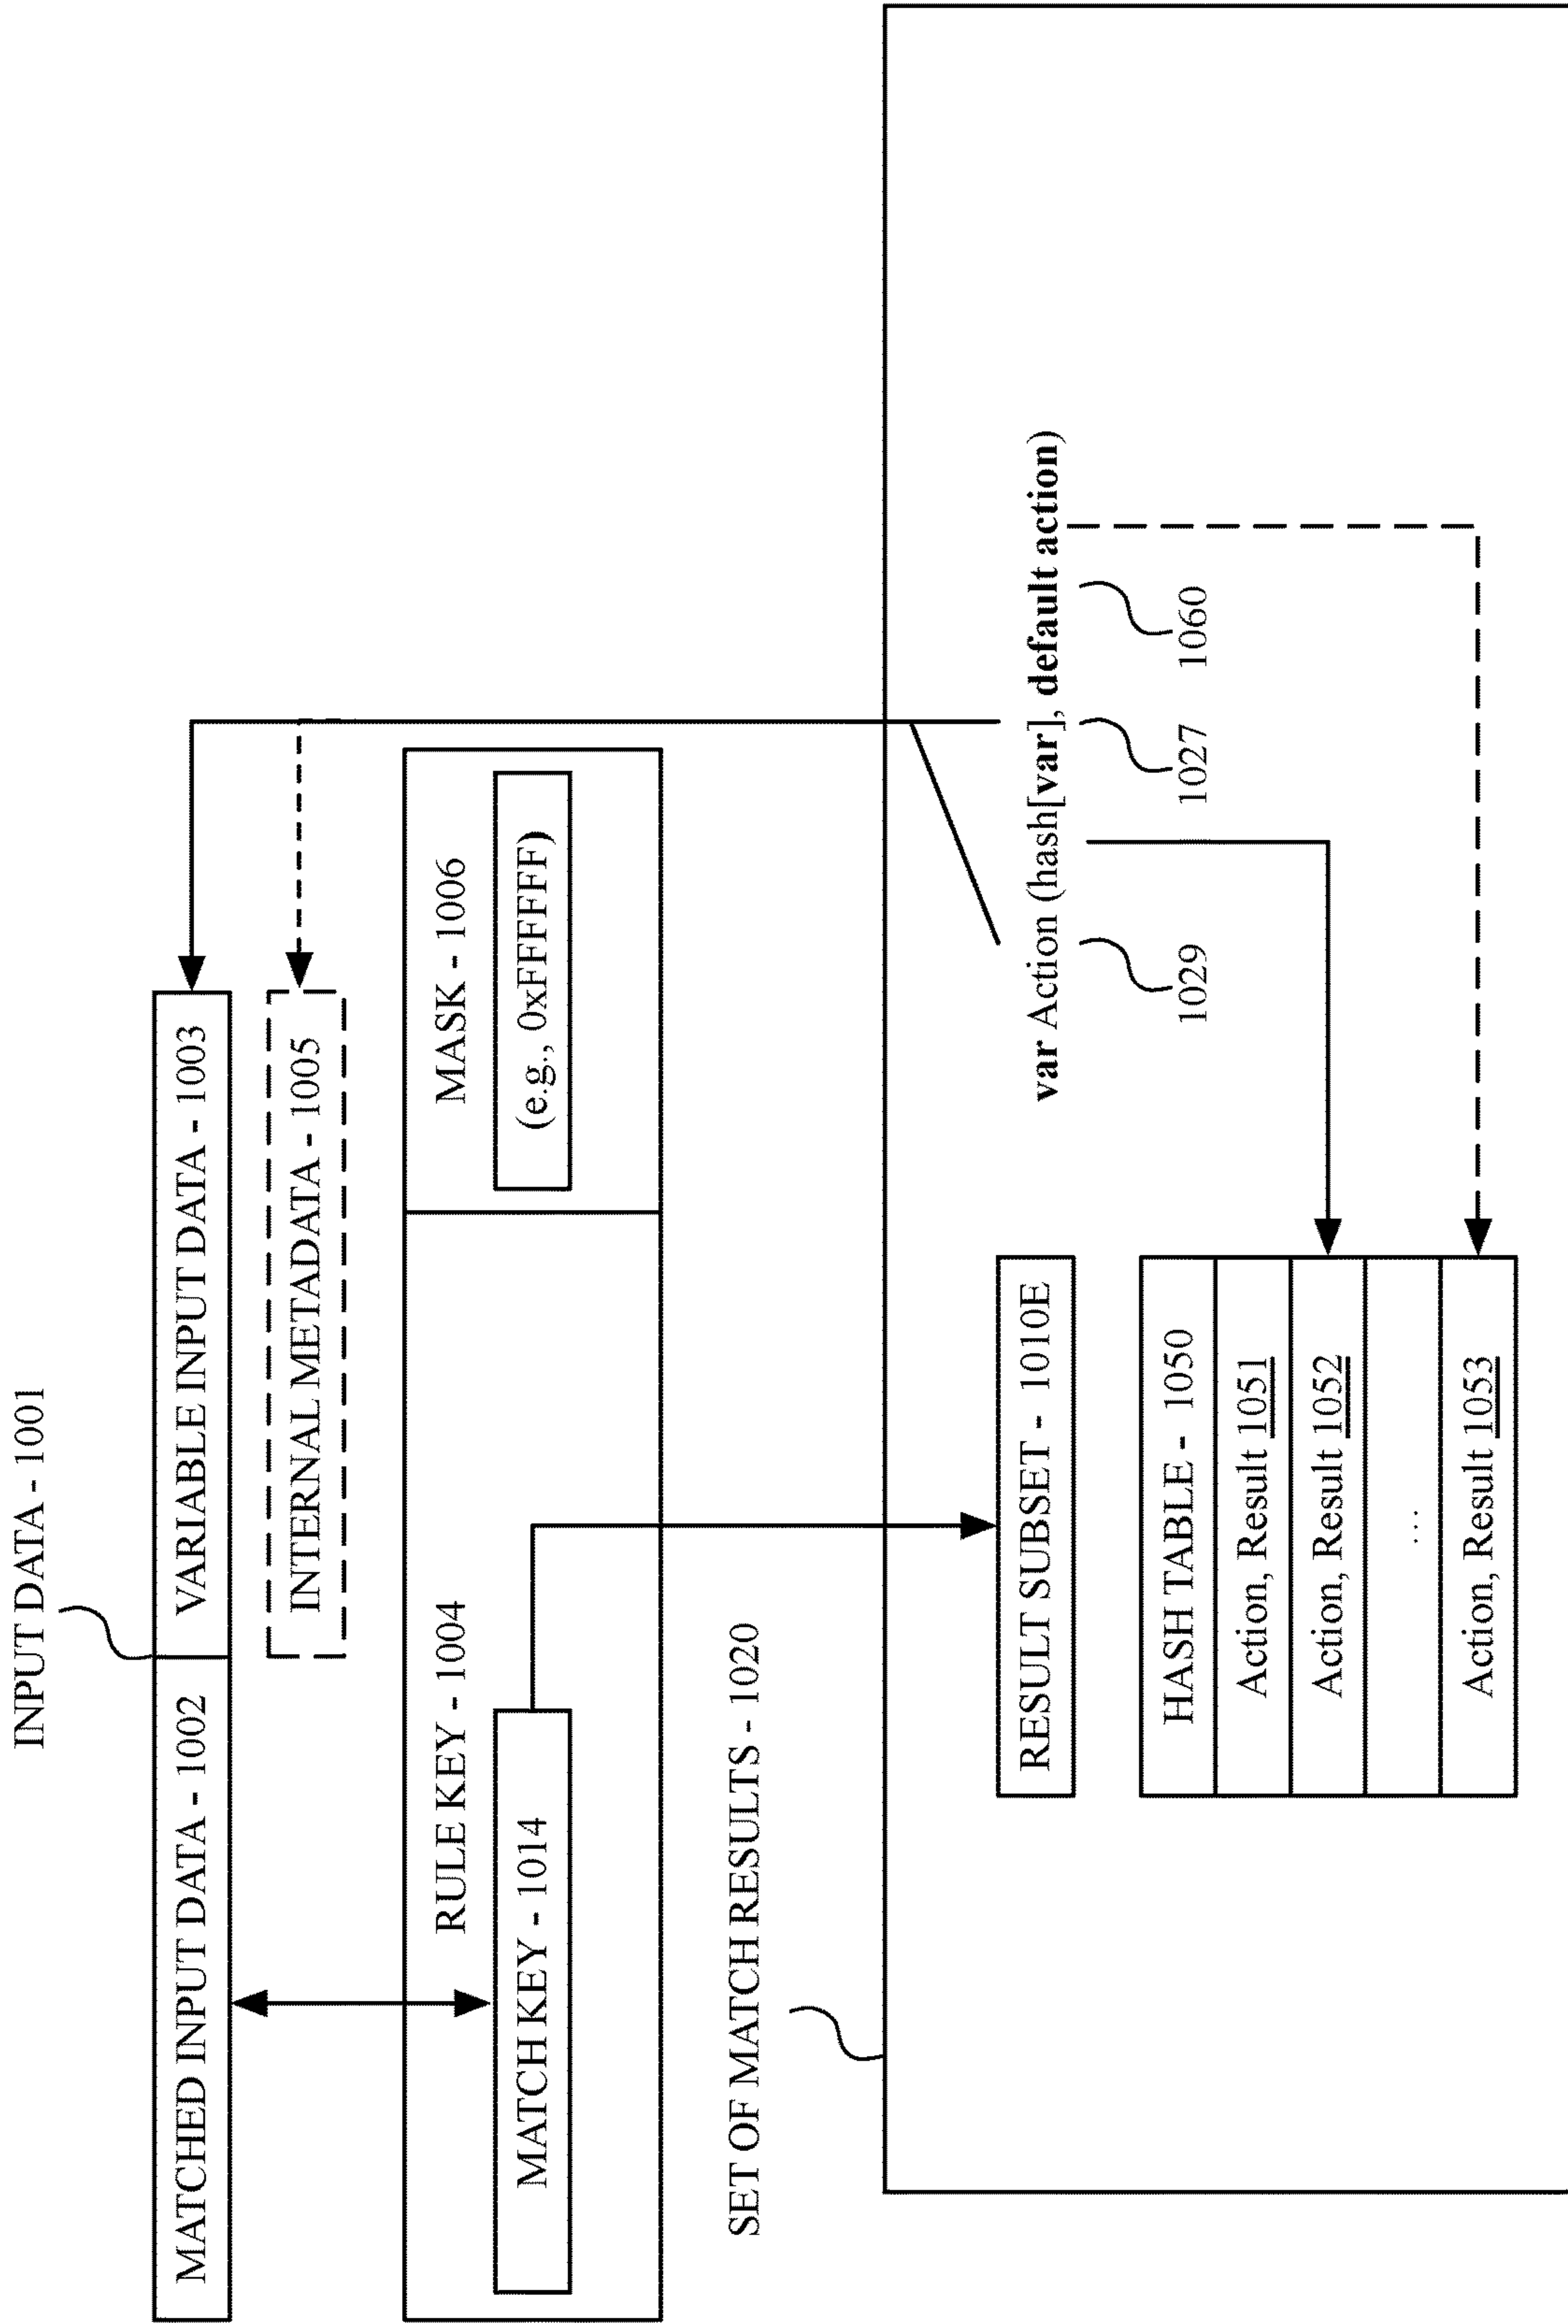 INPUT DATA - 1001
MATCHED INPUT DATA - 1002
VARIABLE INPUT DATA - 1003
INTERNAL METADATA - 1005
RULE KEY - 1004
MASK - 1006
MATCH KEY - 1014
(e.g., 0xFFFFFF)
SET OF MATCH RESULTS - 1020
RESULT SUBSET - 1010E
var Action (hash[var], default action)
1029
1027
1060
HASH TABLE - 1050
Action, Result 1051
Action, Result 1052
...
Action, Result 1053